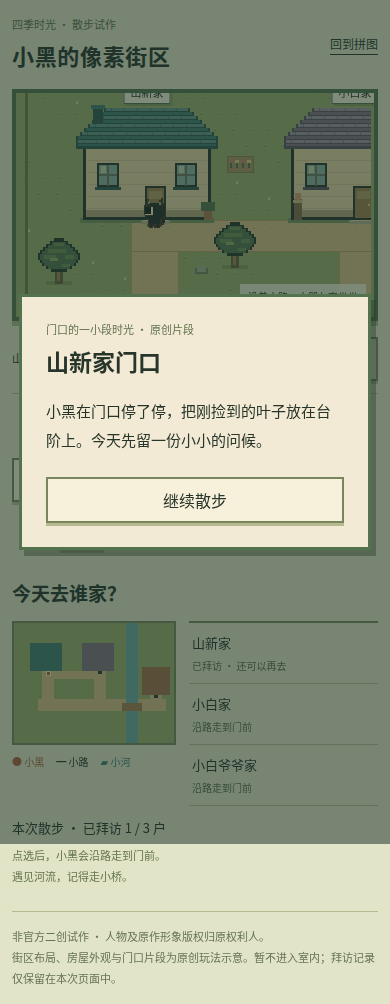 四季时光 · 散步试作
小黑的像素街区
回到拼图
山新家
小白家
门口的一小段时光 · 原创片段
山新家门口
小黑在门口停了停，把刚捡到的叶子放在台
阶上。今天先留一份小小的问候。
继续散步
今天去谁家？
山新家
已拜访 · 还可以再去
小白家
沿路走到门前
小白爷爷家
沿路走到门前
小黑 小路 小河
本次散步 · 已拜访 1 / 3 户
点选后，小黑会沿路走到门前。
遇见河流，记得走小桥。
非官方二创试作 · 人物及原作形象版权归原权利人。
街区布局、房屋外观与门口片段为原创玩法示意。暂不进入室内；拜访记录
仅保留在本次页面中。